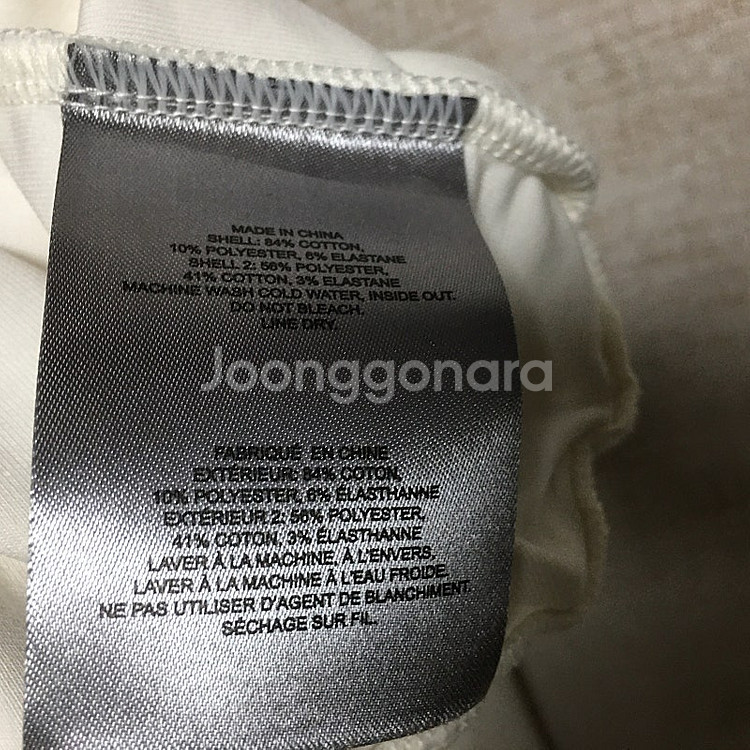 MADE IN CHINA
SHELL: 84% COTTON,
10% POLYESTER, 6% ELASTANE
SHELL 2: 56% POLYESTER,
41% COTTON, 3% ELASTANE
MACHINE WASH COLD WATER, INSIDE OUT.
DO NOT BLEACH.
LINE DRY.
Joonggonara
FABRIQUÉ EN CHINE
EXTÉRIEUR: 84% COTON,
10% POLYESTER, 6% ÉLASTHANNE
EXTÉRIEUR 2: 56% POLYESTER,
41% COTON, 3% ÉLASTHANNE
LAVER À LA MACHINE, À L'ENVERS.
LAVER À LA MACHINE À L'EAU FROIDE.
NE PAS UTILISER D'AGENT DE BLANCHIMENT.
SÉCHAGE SUR FIL.